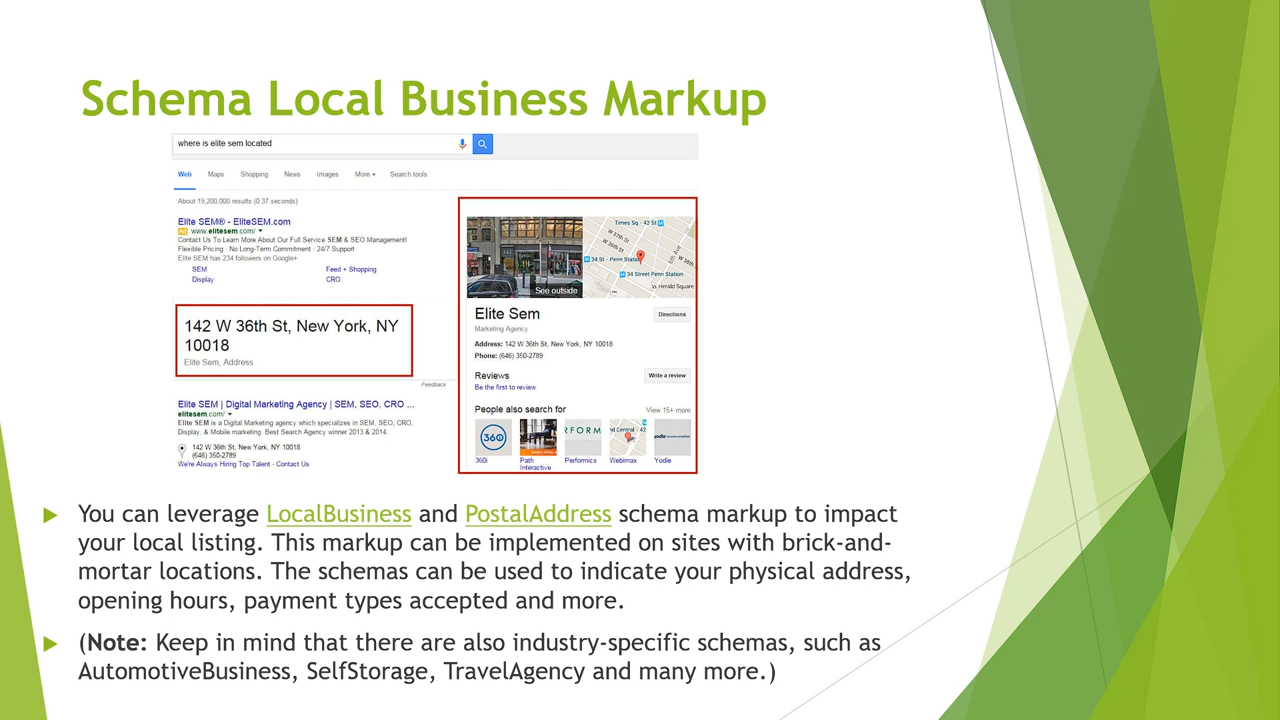 Schema Local Business Markup
where is elite sem located
Web Maps Shopping News Images More Search tools
About 19,200,000 results (0.37 seconds)
Elite SEM® - EliteSEM.com
Ad www.elitesem.com/
Contact Us To Learn More About Our Full Service SEM & SEO Management!
Flexible Pricing · No Long-Term Commitment · 24/7 Support
Elite SEM has 234 followers on Google+
SEM Feed + Shopping
Display CRO
142 W 36th St, New York, NY
10018
Elite Sem, Address
Feedback
Elite SEM | Digital Marketing Agency | SEM, SEO, CRO ...
elitesem.com/
Elite SEM is a Digital Marketing agency which specializes in SEM, SEO, CRO,
Display, & Mobile marketing. Best Search Agency winner 2013 & 2014.
142 W 36th St, New York, NY 10018
(646) 350-2789
We're Always Hiring Top Talent - Contact Us
See outside
Times Sq - 42 St
W 37th St
W 36th St
34 St - Penn Station
6th Ave
W 38th
34 Street Penn Station
Herald Square
Elite Sem
Directions
Marketing Agency
Address: 142 W 36th St, New York, NY 10018
Phone: (646) 350-2789
Reviews
Write a review
Be the first to review
People also search for View 15+ more
360i
Path
Interactive
Performics
Webimax
Yodle
You can leverage LocalBusiness and PostalAddress schema markup to impact
your local listing. This markup can be implemented on sites with brick-and-
mortar locations. The schemas can be used to indicate your physical address,
opening hours, payment types accepted and more.
(Note: Keep in mind that there are also industry-specific schemas, such as
AutomotiveBusiness, SelfStorage, TravelAgency and many more.)